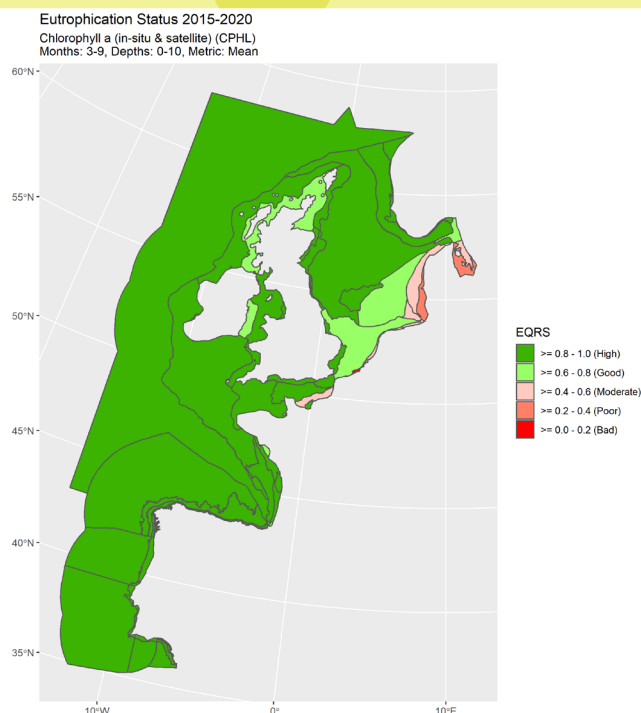 Eutrophication Status 2015-2020
Chlorophyll a (in-situ & satellite) (CPHL)
Months: 3-9, Depths: 0-10, Metric: Mean
60°N
55°N
50°N
45°N
40°N
35°N
10°W
0°
10°E
EQRS
>= 0.8 - 1.0 (High)
>= 0.6 - 0.8 (Good)
>= 0.4 - 0.6 (Moderate)
>= 0.2 - 0.4 (Poor)
>= 0.0 - 0.2 (Bad)